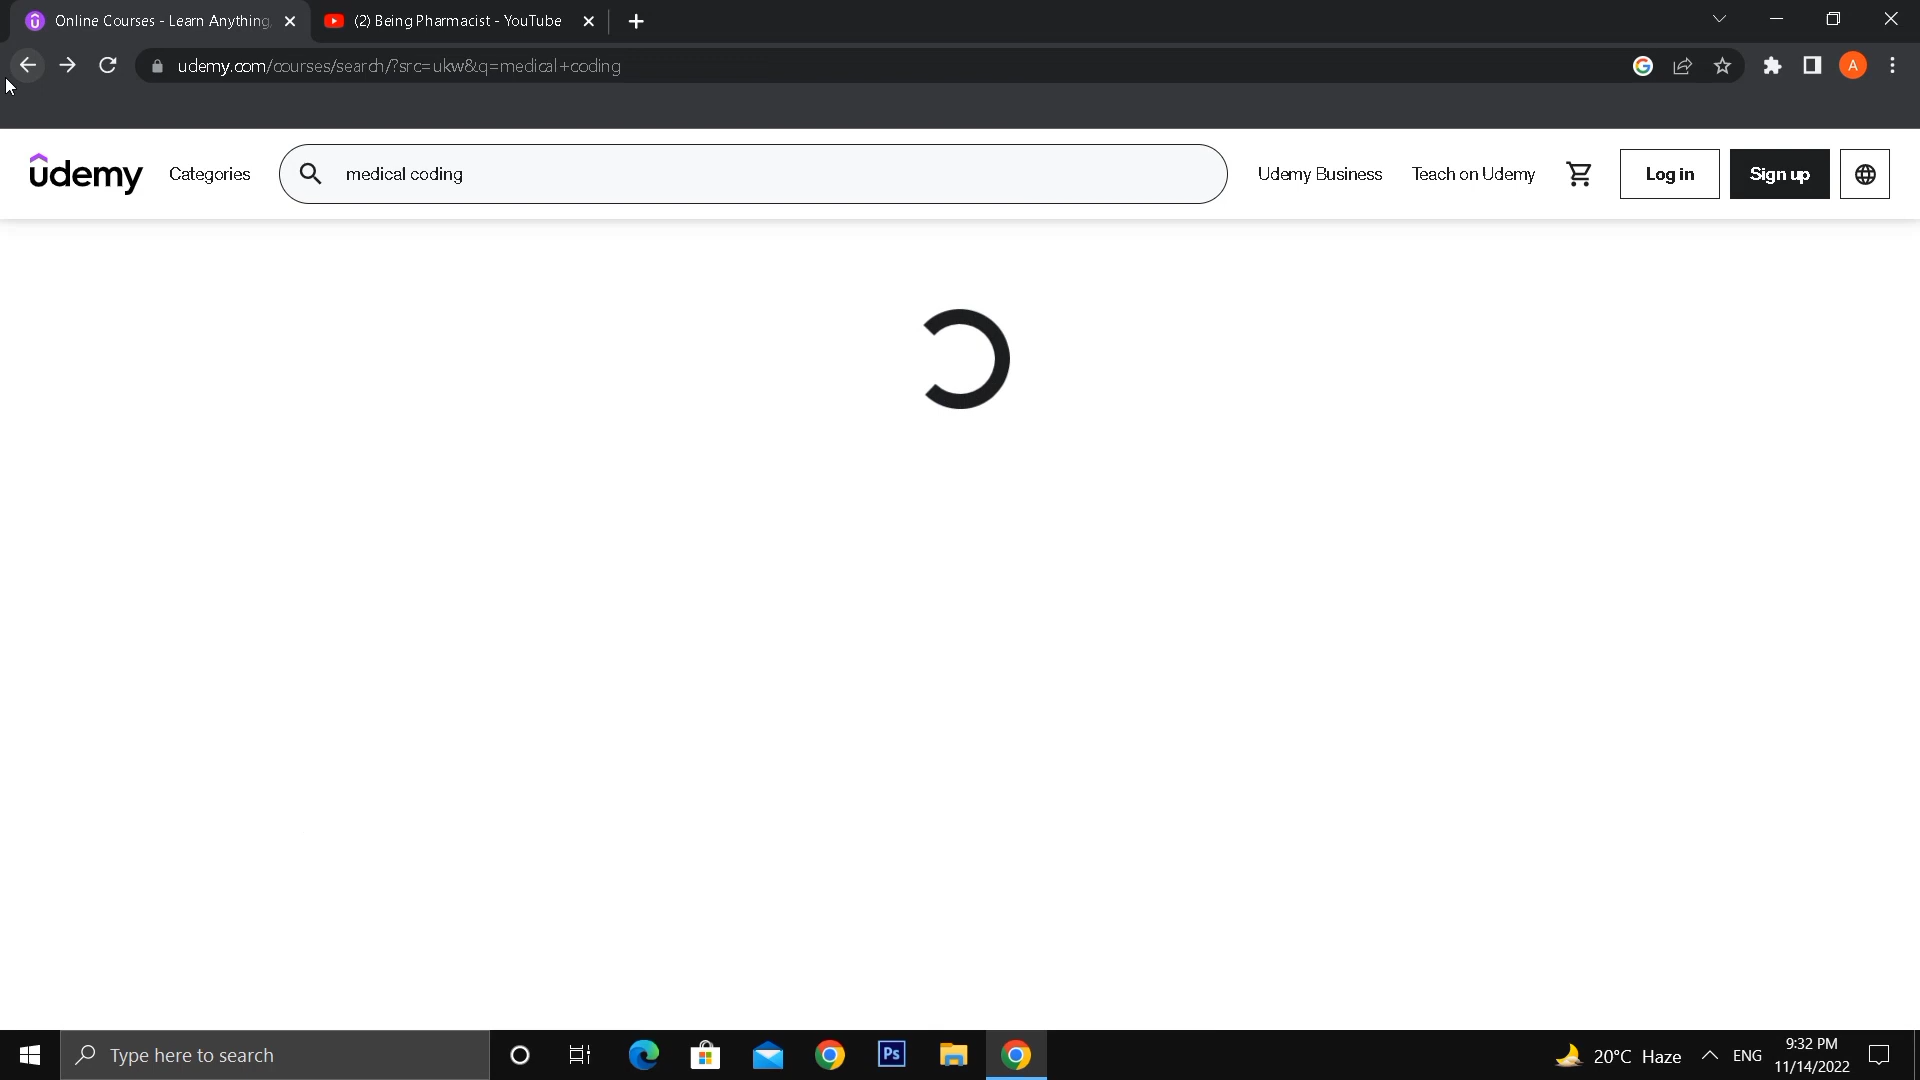 Online Courses - Learn Anything,
(2) Being Pharmacist - YouTube
udemy.com/courses/search/?src=ukw&q=medical+coding
A
udemy
Categories
medical coding
Udemy Business
Teach on Udemy
Log in
Sign up
Type here to search
Ps
20°C Haze
ENG
9:32 PM
11/14/2022